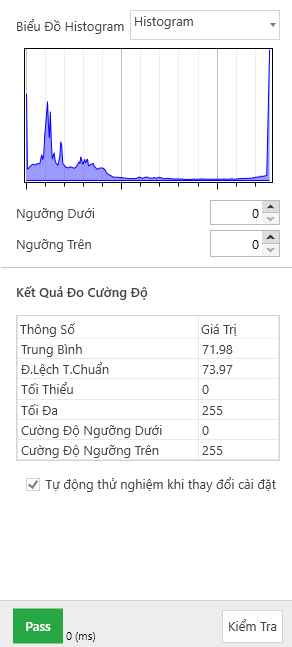 Biểu Đồ Histogram Histogram
Ngưỡng Dưới 0
Ngưỡng Trên 0
Kết Quả Đo Cường Độ
Thông Số Giá Trị
Trung Bình 71.98
Đ.Lệch T.Chuẩn 73.97
Tối Thiểu 0
Tối Đa 255
Cường Độ Ngưỡng Dưới 0
Cường Độ Ngưỡng Trên 255
Tự động thử nghiệm khi thay đổi cài đặt
Pass 0 (ms) Kiểm Tra